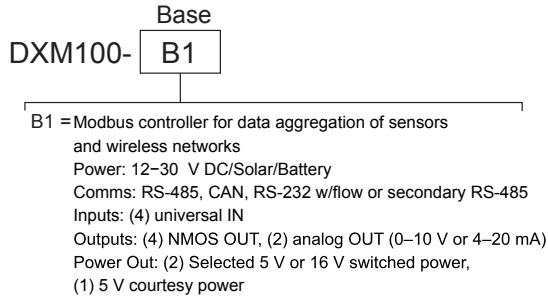 Base
DXM100- B1
B1 = Modbus controller for data aggregation of sensors
and wireless networks
Power: 12−30 V DC/Solar/Battery
Comms: RS-485, CAN, RS-232 w/flow or secondary RS-485
Inputs: (4) universal IN
Outputs: (4) NMOS OUT, (2) analog OUT (0–10 V or 4–20 mA)
Power Out: (2) Selected 5 V or 16 V switched power,
(1) 5 V courtesy power